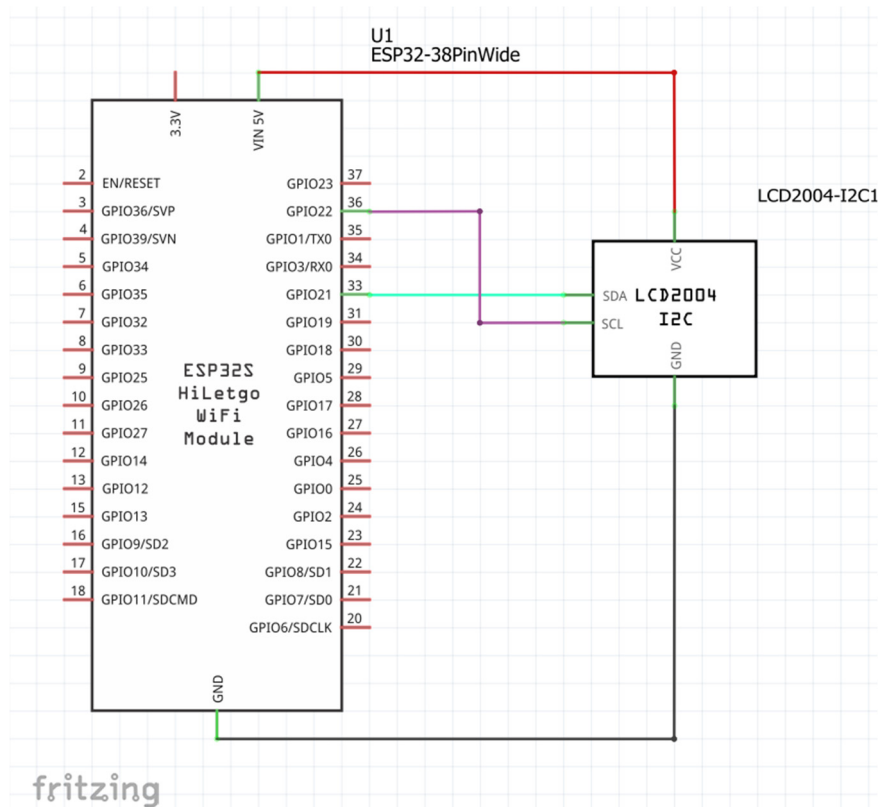 U1
ESP32-38PinWide
3.3V
VIN 5V
2 EN/RESET
GPIO23 37
3 GPIO36/SVP
GPIO22 36
4 GPIO39/SVN
GPIO1/TX0 35
5 GPIO34
GPIO3/RX0 34
6 GPIO35
GPIO21 33
7 GPIO32
GPIO19 31
8 GPIO33
GPIO18 30
9 GPIO25
GPIO5 29
10 GPIO26
GPIO17 28
11 GPIO27
GPIO16 27
12 GPIO14
GPIO4 26
13 GPIO12
GPIO0 25
15 GPIO13
GPIO2 24
16 GPIO9/SD2
GPIO15 23
17 GPIO10/SD3
GPIO8/SD1 22
18 GPIO11/SDCMD
GPIO7/SD0 21
GPIO6/SDCLK 20
ESP32S
HiLetgo
WiFi
Module
GND
LCD2004-I2C1
VCC
SDA
SCL
LCD2004
I2C
GND
fritzing